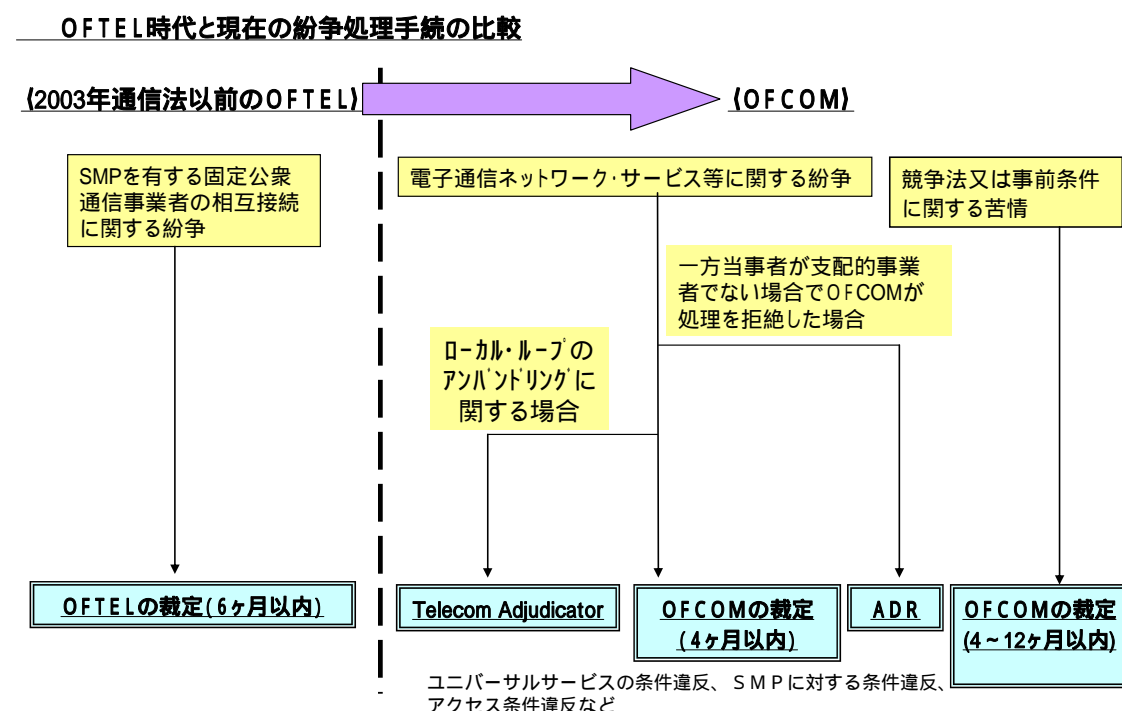 OFTEL時代と現在の紛争処理手続の比較
(2003年通信法以前のOFTEL)
(OFCOM)
SMPを有する固定公衆
通信事業者の相互接続
に関する紛争
電子通信ネットワーク・サービス等に関する紛争
競争法又は事前条件
に関する苦情
一方当事者が支配的事業
者でない場合でOFCOMが
処理を拒絶した場合
ローカル・ループの
アンバンドリングに
関する場合
OFTELの裁定(6ヶ月以内)
Telecom Adjudicator
OFCOMの裁定
(4ヶ月以内)
ADR
OFCOMの裁定
(4~12ヶ月以内)
ユニバーサルサービスの条件違反、SMPに対する条件違反、
アクセス条件違反など